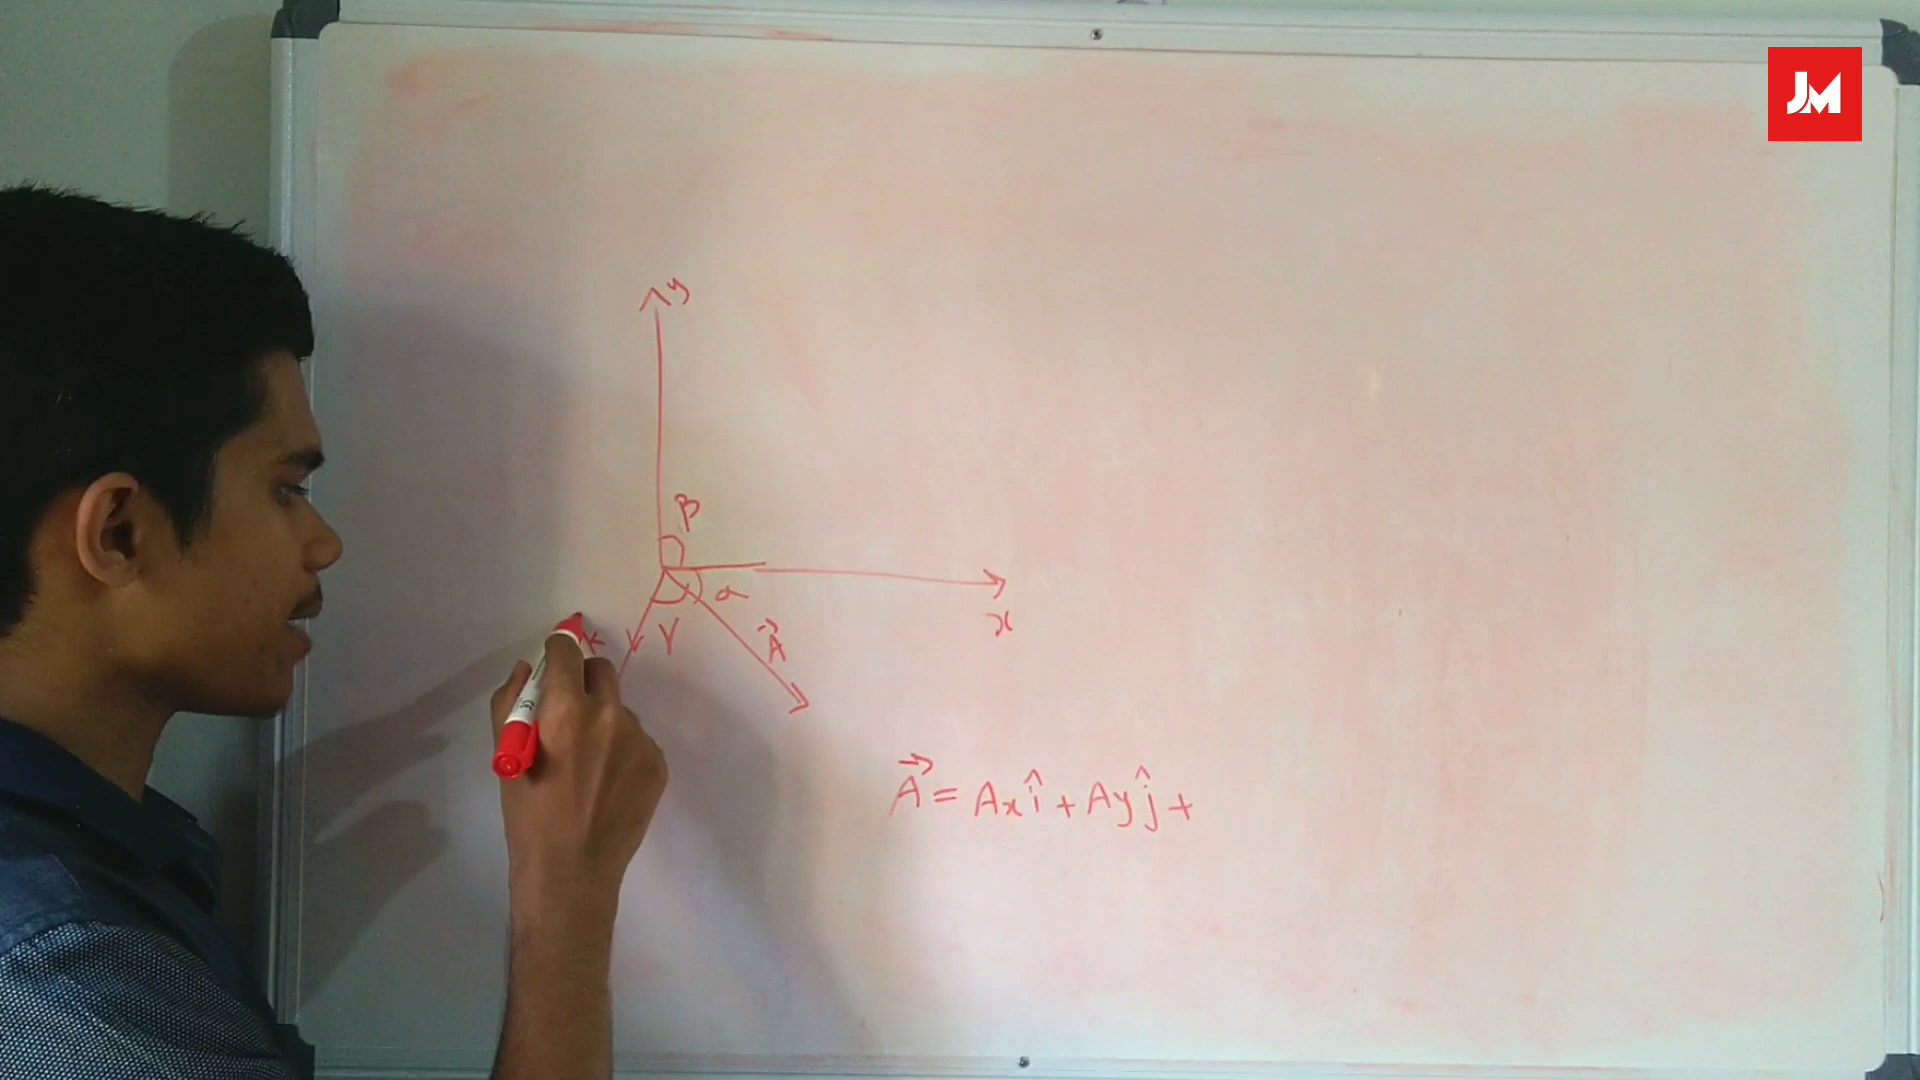 JM
y
β
α
x
γ
A⃗
k
A⃗ = Ax î + Ay ĵ +